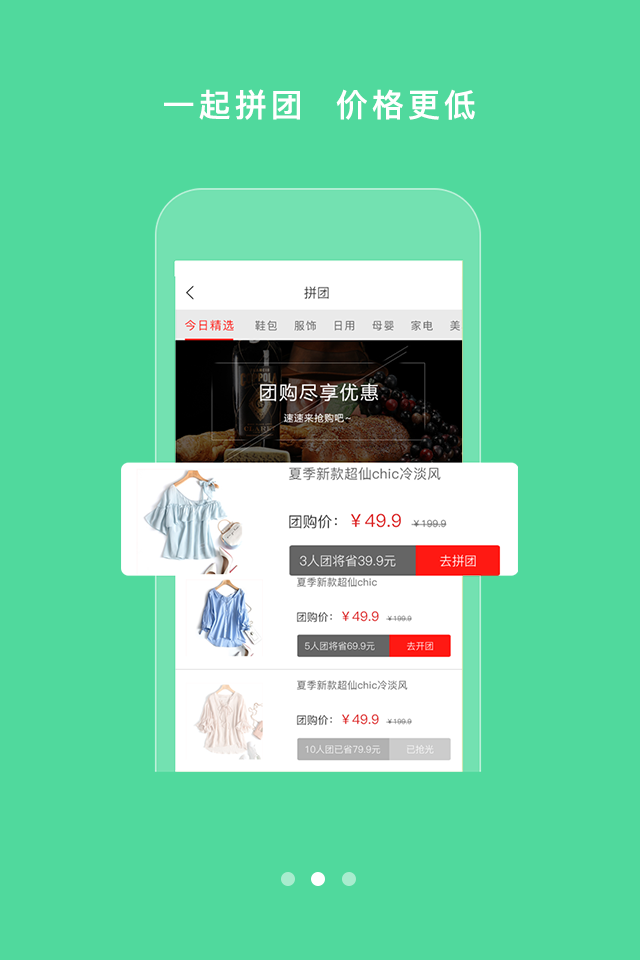 一起拼团 价格更低
拼团
今日精选 鞋包 服饰 日用 母婴 家电 美
团购尽享优惠
速速来抢购吧~
夏季新款超仙chic冷淡风
团购价：￥49.9 ￥199.9
3人团将省39.9元 去拼团
夏季新款超仙chic
团购价：￥49.9 ￥199.9
5人团将省69.9元 去开团
夏季新款超仙chic冷淡风
团购价：￥49.9 ￥199.9
10人团已省79.9元 已抢光